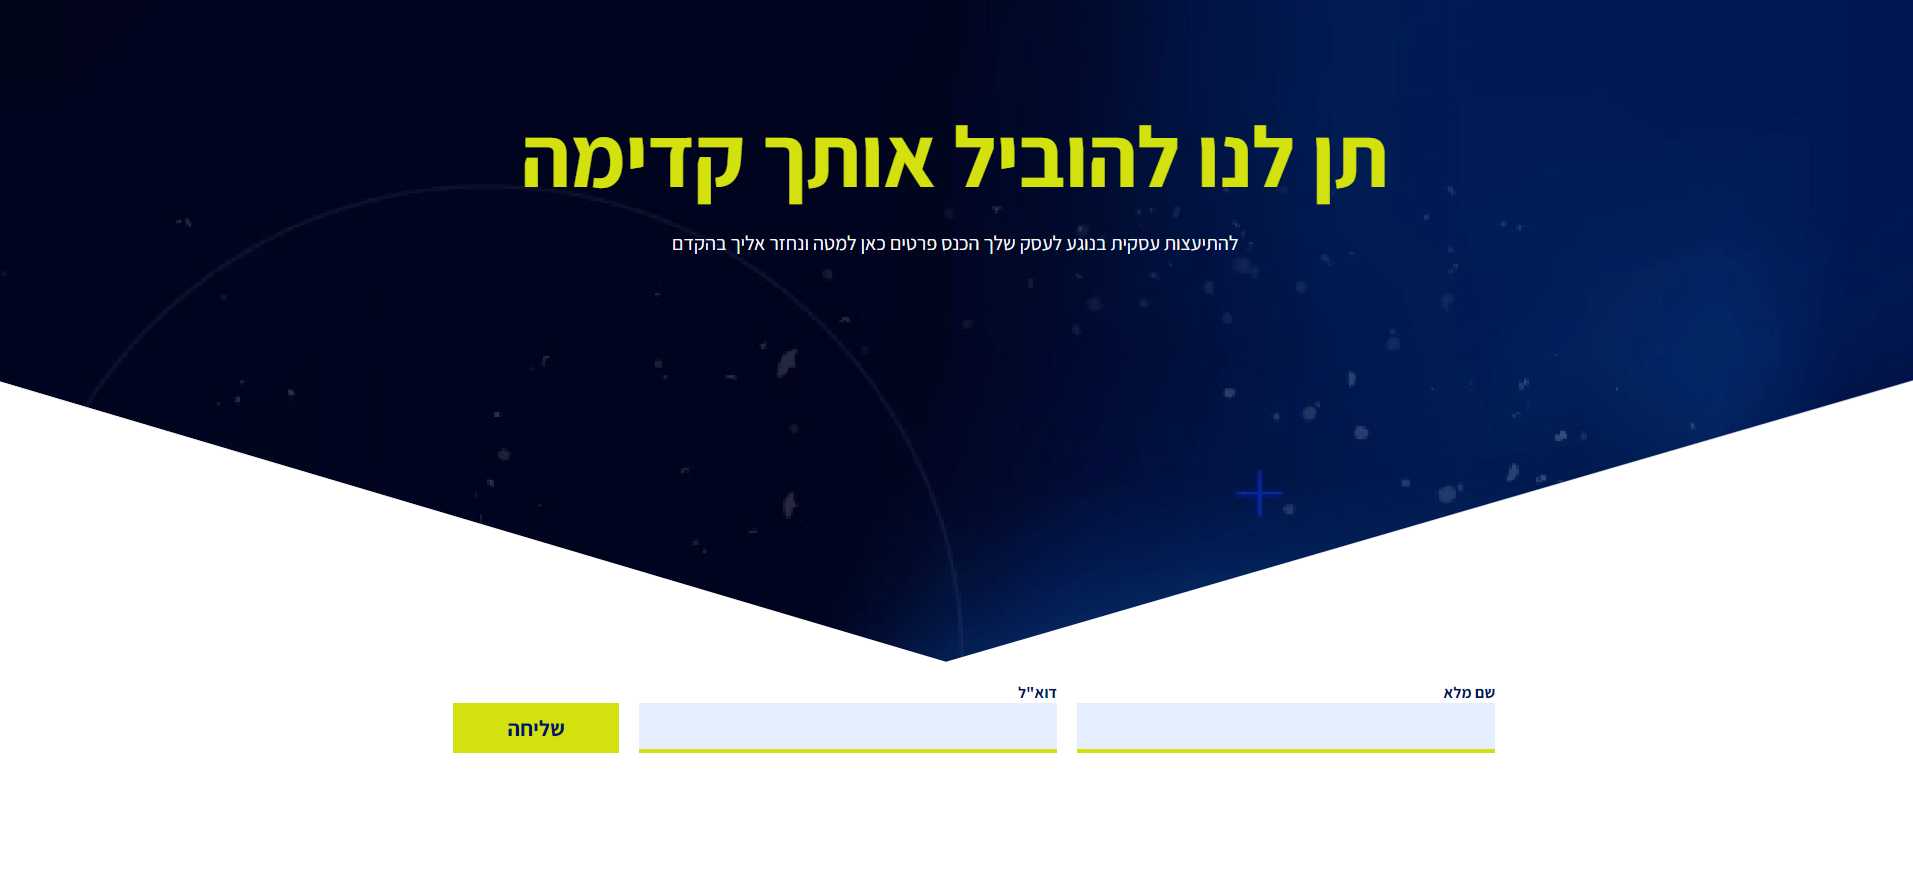 תן לנו להוביל אותך קדימה
להתיעצות עסקית בנוגע לעסק שלך הכנס פרטים כאן למטה ונחזר אליך בהקדם
שם מלא
דוא"ל
שליחה